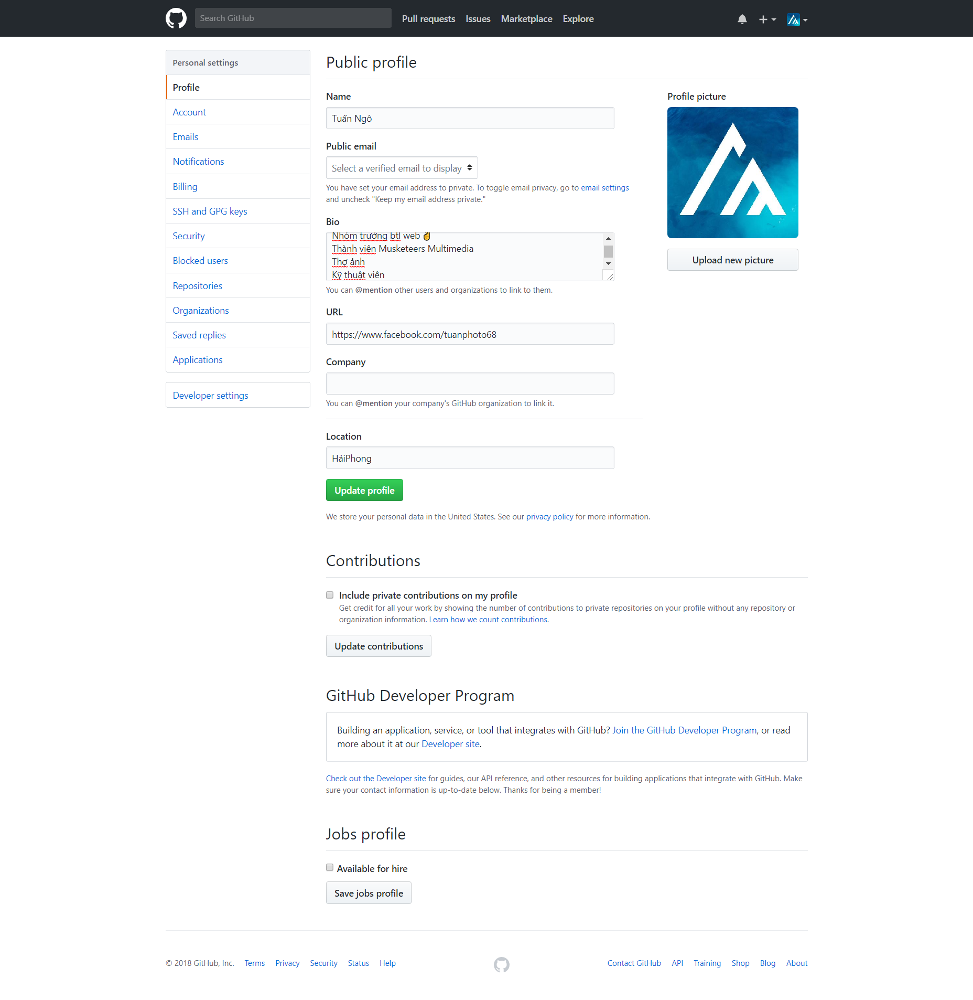 Search GitHub
Pull requests
Issues
Marketplace
Explore
Personal settings
Profile
Account
Emails
Notifications
Billing
SSH and GPG keys
Security
Blocked users
Repositories
Organizations
Saved replies
Applications
Developer settings
Public profile
Name
Tuấn Ngô
Public email
Select a verified email to display
You have set your email address to private. To toggle email privacy, go to email settings
and uncheck "Keep my email address private."
Bio
Nhóm trưởng btl web ✌
Thành viên Musketeers Multimedia
Thợ ảnh
Kỹ thuật viên
You can @mention other users and organizations to link to them.
URL
https://www.facebook.com/tuanphoto68
Company
You can @mention your company's GitHub organization to link it.
Location
HảiPhong
Update profile
We store your personal data in the United States. See our privacy policy for more information.
Profile picture
Upload new picture
Contributions
Include private contributions on my profile
Get credit for all your work by showing the number of contributions to private repositories on your profile without any repository or
organization information. Learn how we count contributions.
Update contributions
GitHub Developer Program
Building an application, service, or tool that integrates with GitHub? Join the GitHub Developer Program, or read
more about it at our Developer site.
Check out the Developer site for guides, our API reference, and other resources for building applications that integrate with GitHub. Make
sure your contact information is up-to-date below. Thanks for being a member!
Jobs profile
Available for hire
Save jobs profile
© 2018 GitHub, Inc.
Terms
Privacy
Security
Status
Help
Contact GitHub
API
Training
Shop
Blog
About